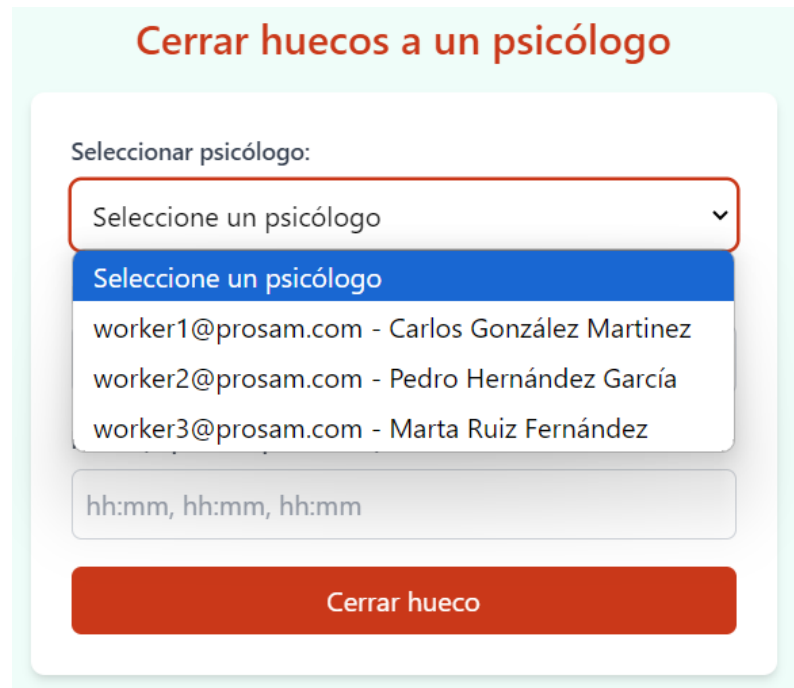 Cerrar huecos a un psicólogo
Seleccionar psicólogo:
Seleccione un psicólogo
Seleccione un psicólogo
worker1@prosam.com - Carlos González Martinez
worker2@prosam.com - Pedro Hernández García
worker3@prosam.com - Marta Ruiz Fernández
hh:mm, hh:mm, hh:mm
Cerrar hueco